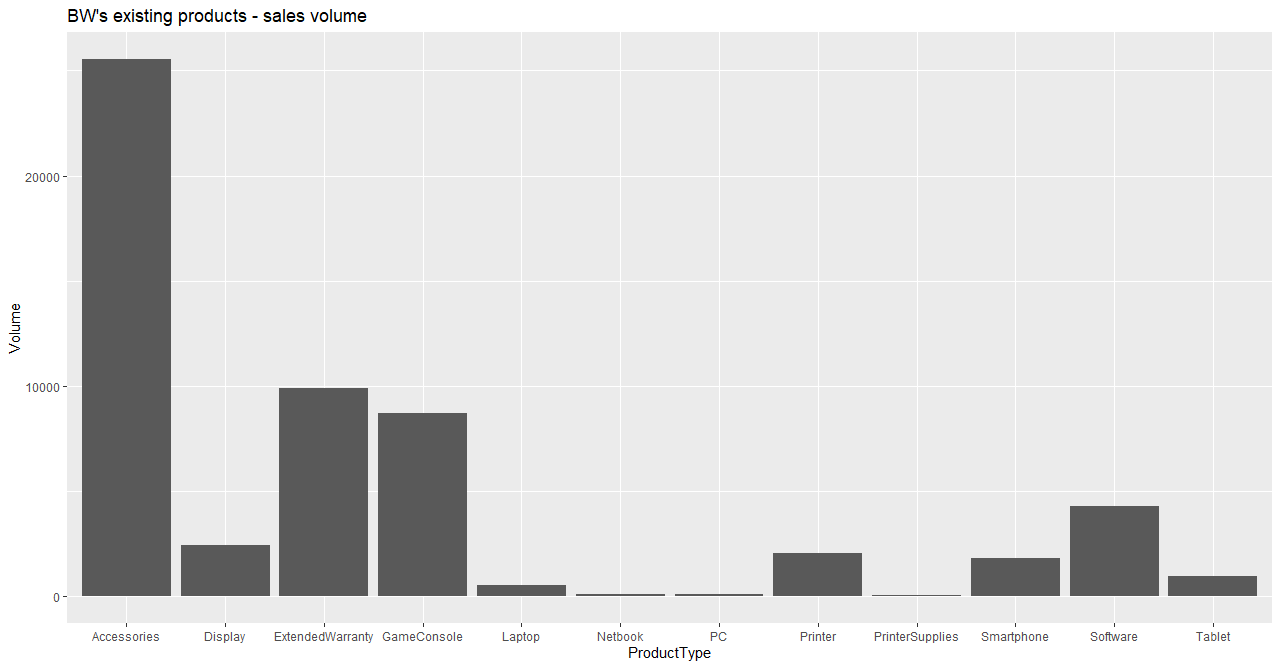 BW's existing products - sales volume
Volume
20000
10000
0
Accessories Display ExtendedWarranty GameConsole Laptop Netbook PC Printer PrinterSupplies Smartphone Software Tablet
ProductType